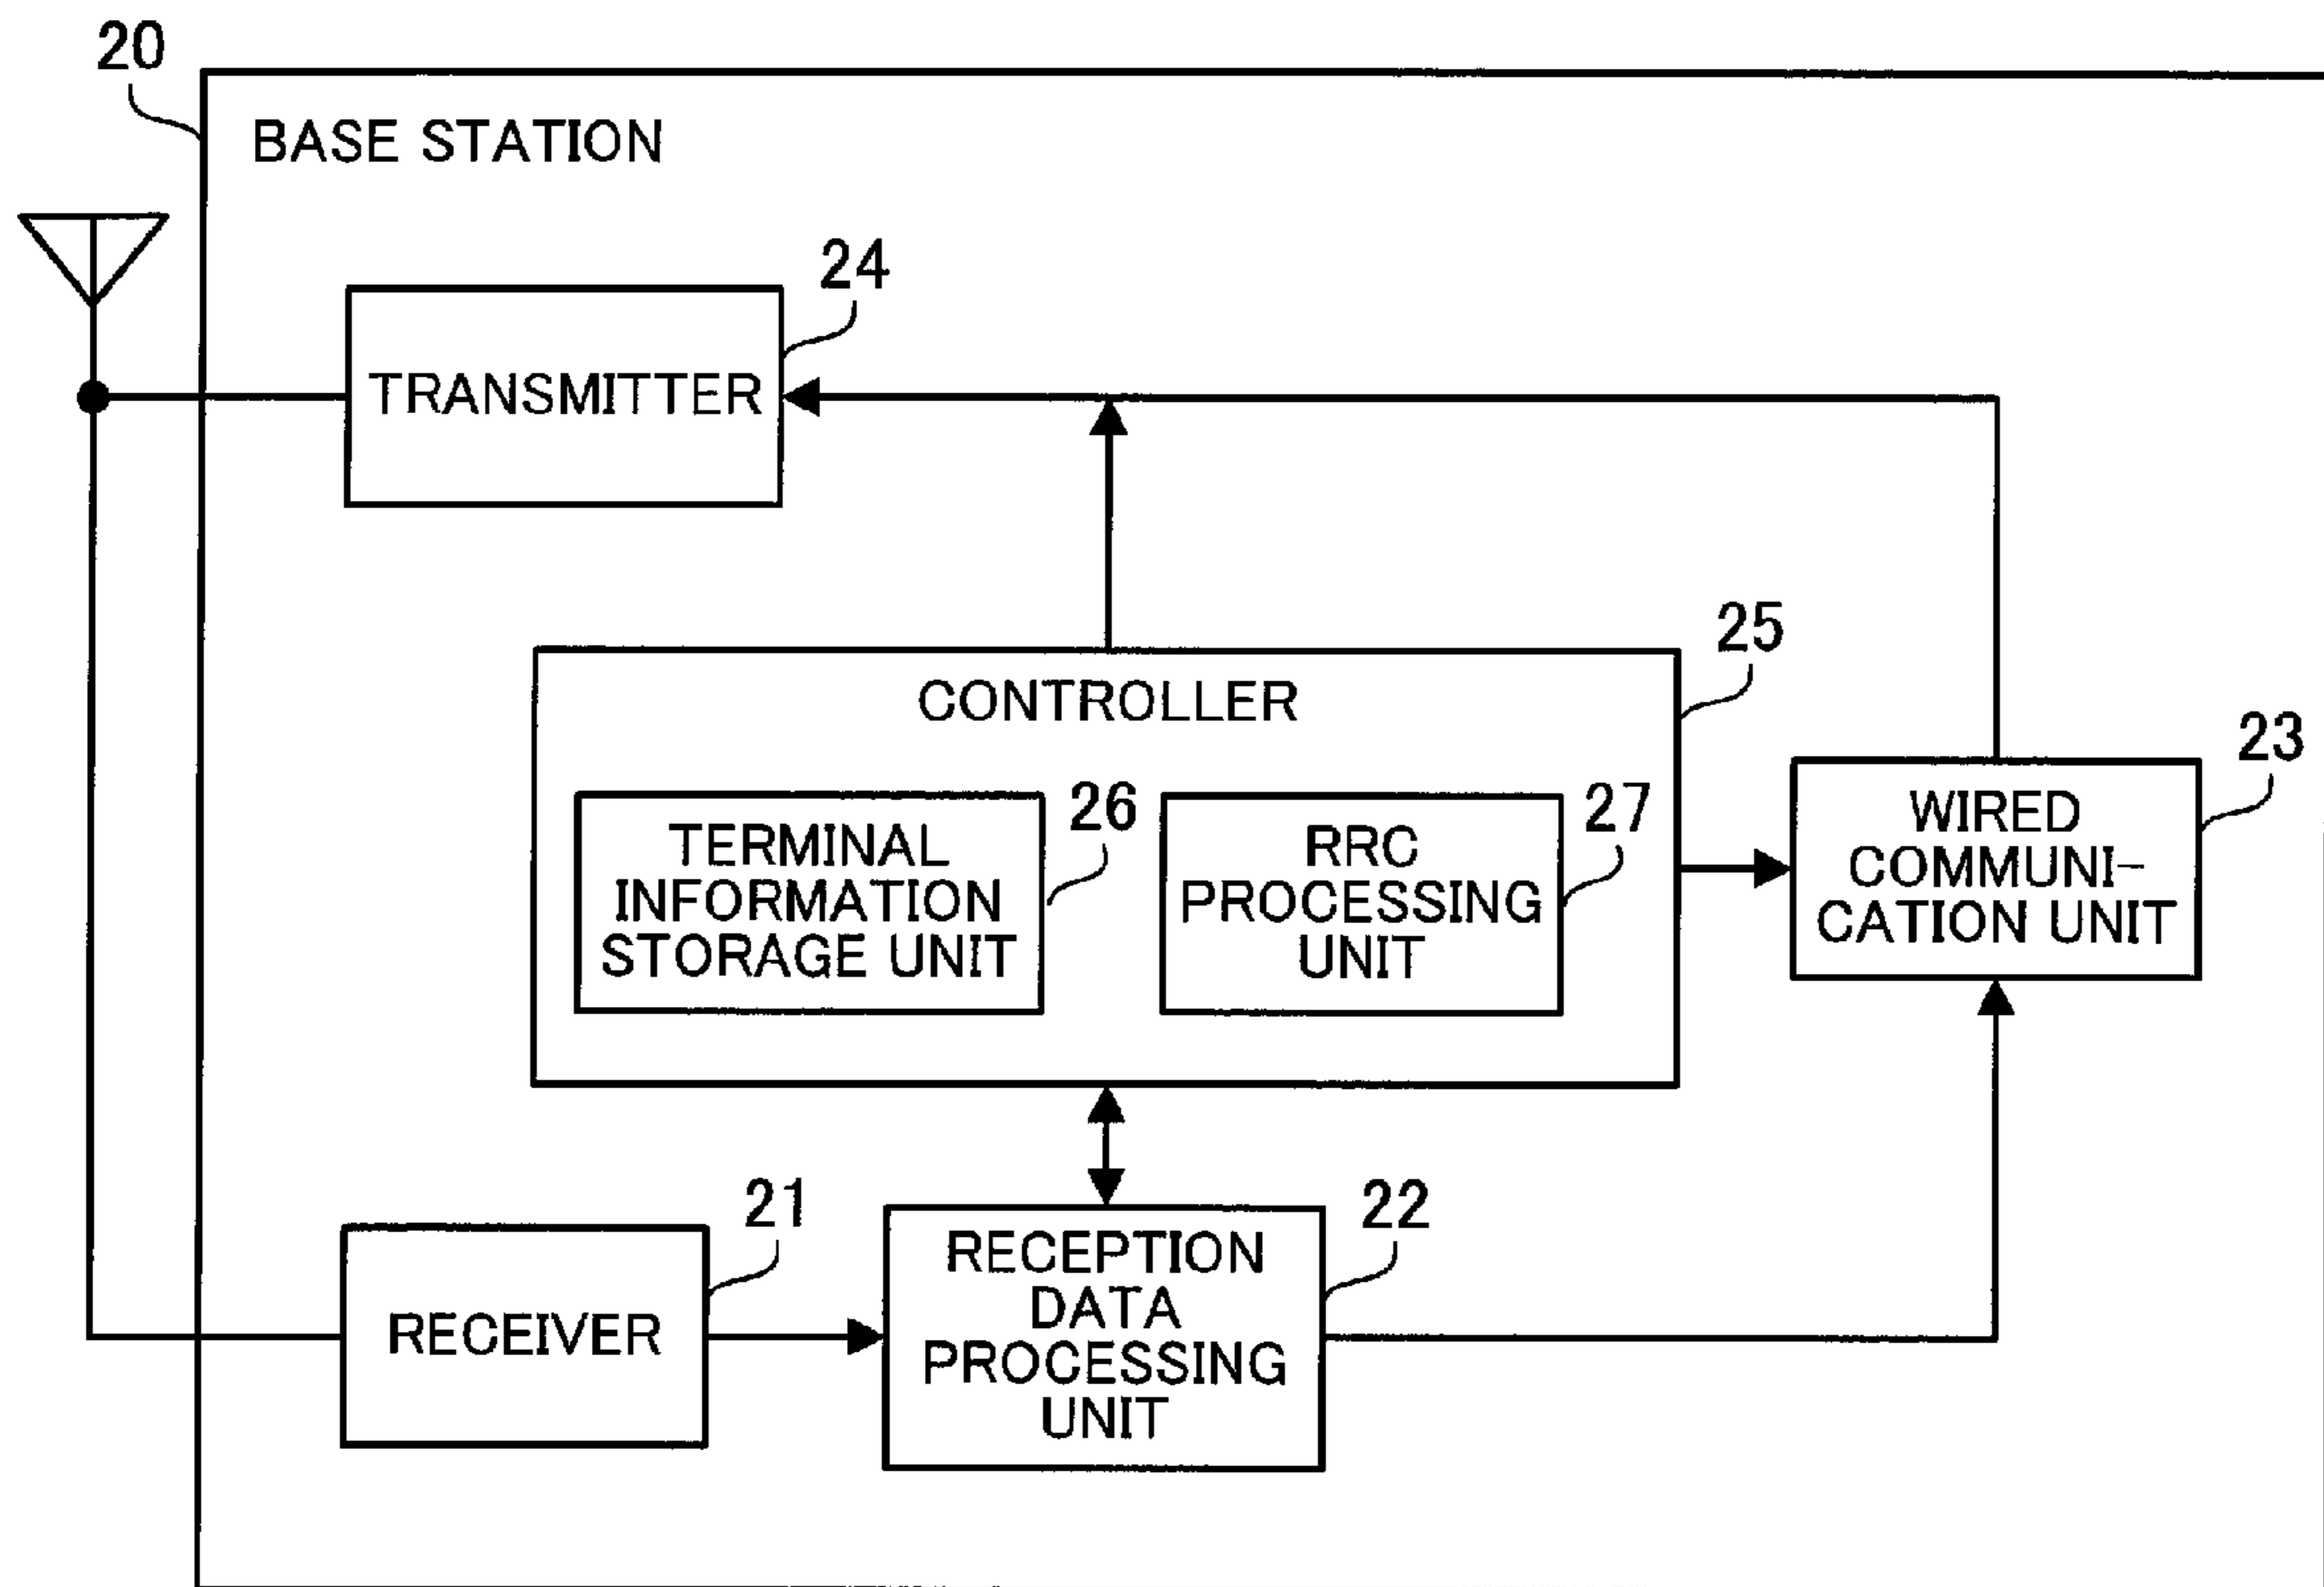 20
BASE STATION
24
TRANSMITTER
25
CONTROLLER
23
26
TERMINAL
INFORMATION
STORAGE UNIT
27
RRC
PROCESSING
UNIT
WIRED
COMMUNI-
CATION UNIT
21
RECEIVER
22
RECEPTION
DATA
PROCESSING
UNIT